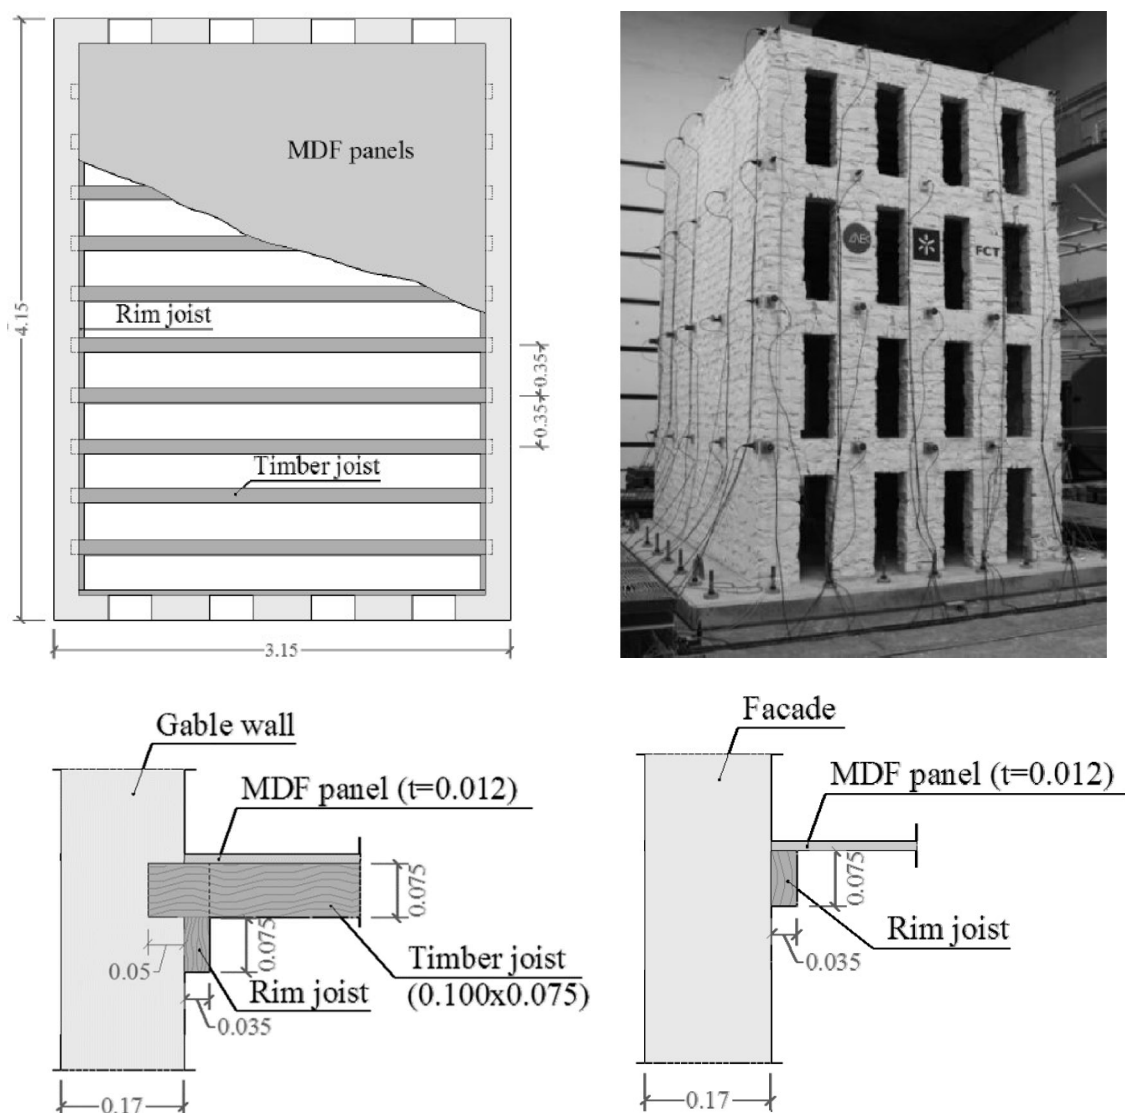 MDF panels
Rim joist
Timber joist
4.15
0.35
0.35
3.15
FCT
Gable wall
MDF panel (t=0.012)
0.075
0.075
0.05
Rim joist
0.035
Timber joist
(0.100x0.075)
0.17
Facade
MDF panel (t=0.012)
0.075
Rim joist
0.035
0.17